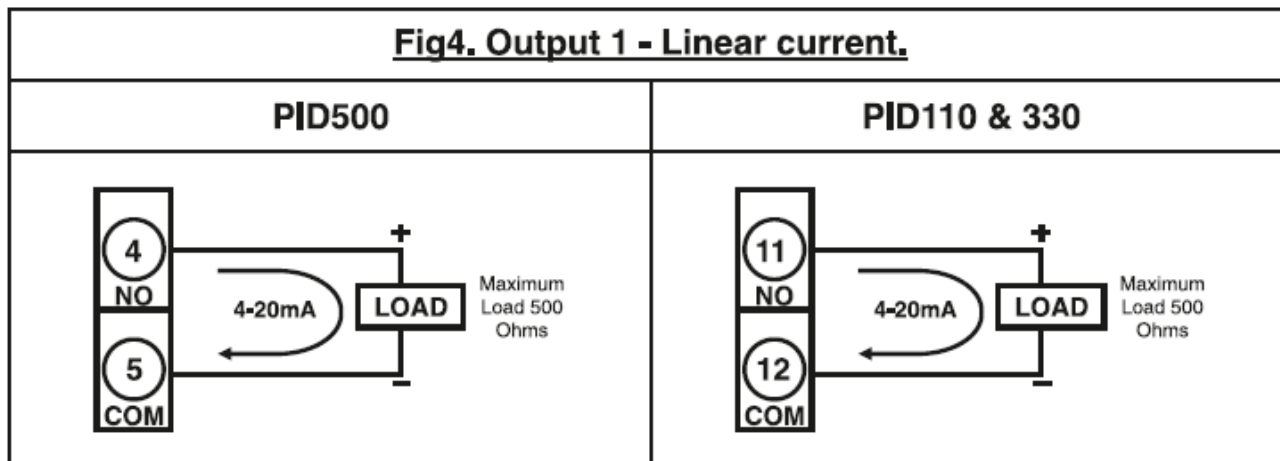 Fig4. Output 1 - Linear current.
PID500
4
NO
5
COM
4-20mA
+
LOAD
-
Maximum
Load 500
Ohms
PID110 & 330
11
NO
12
COM
4-20mA
+
LOAD
-
Maximum
Load 500
Ohms